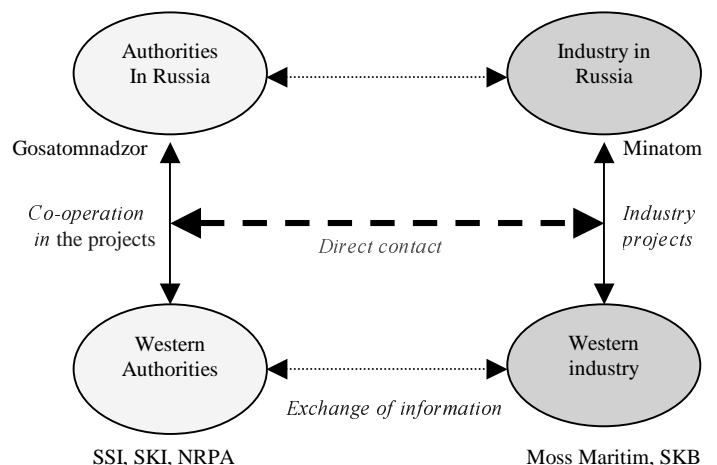 Authorities
In Russia
Industry in
Russia
Gosatomnadzor
Minatom
Co-operation
in the projects
Direct contact
Industry
projects
Western
Authorities
Western
industry
Exchange of information
SSI, SKI, NRPA
Moss Maritim, SKB